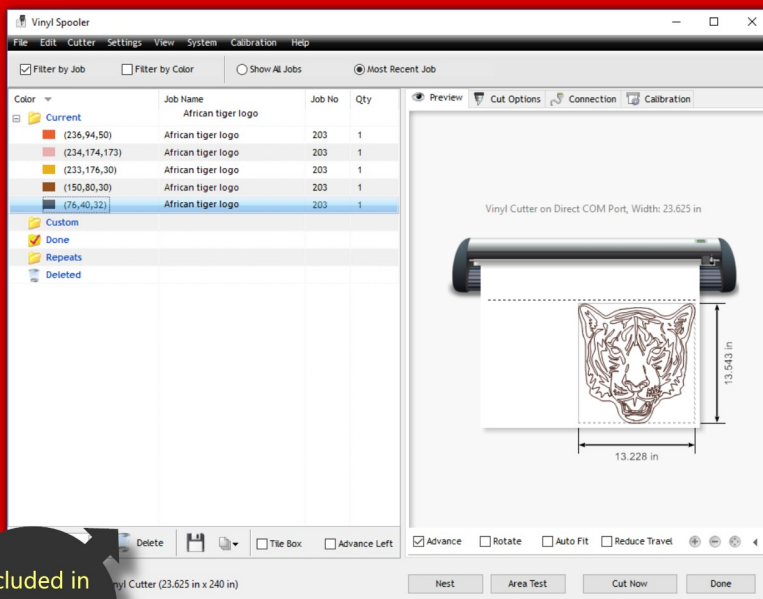 Vinyl Spooler
File Edit Cutter Settings View System Calibration Help
Filter by Job Filter by Color Show All Jobs Most Recent Job
Color Job Name Job No Qty
Current African tiger logo
(236,94,50) African tiger logo 203 1
(234,174,173) African tiger logo 203 1
(233,176,30) African tiger logo 203 1
(150,80,30) African tiger logo 203 1
(76,40,32) African tiger logo 203 1
Custom
Done
Repeats
Deleted
Preview Cut Options Connection Calibration
Vinyl Cutter on Direct COM Port, Width: 23.625 in
13.543 in
13.228 in
Delete Tile Box Advance Left
Advance Rotate Auto Fit Reduce Travel
Cutter (23.625 in x 240 in)
Nest Area Test Cut Now Done
in